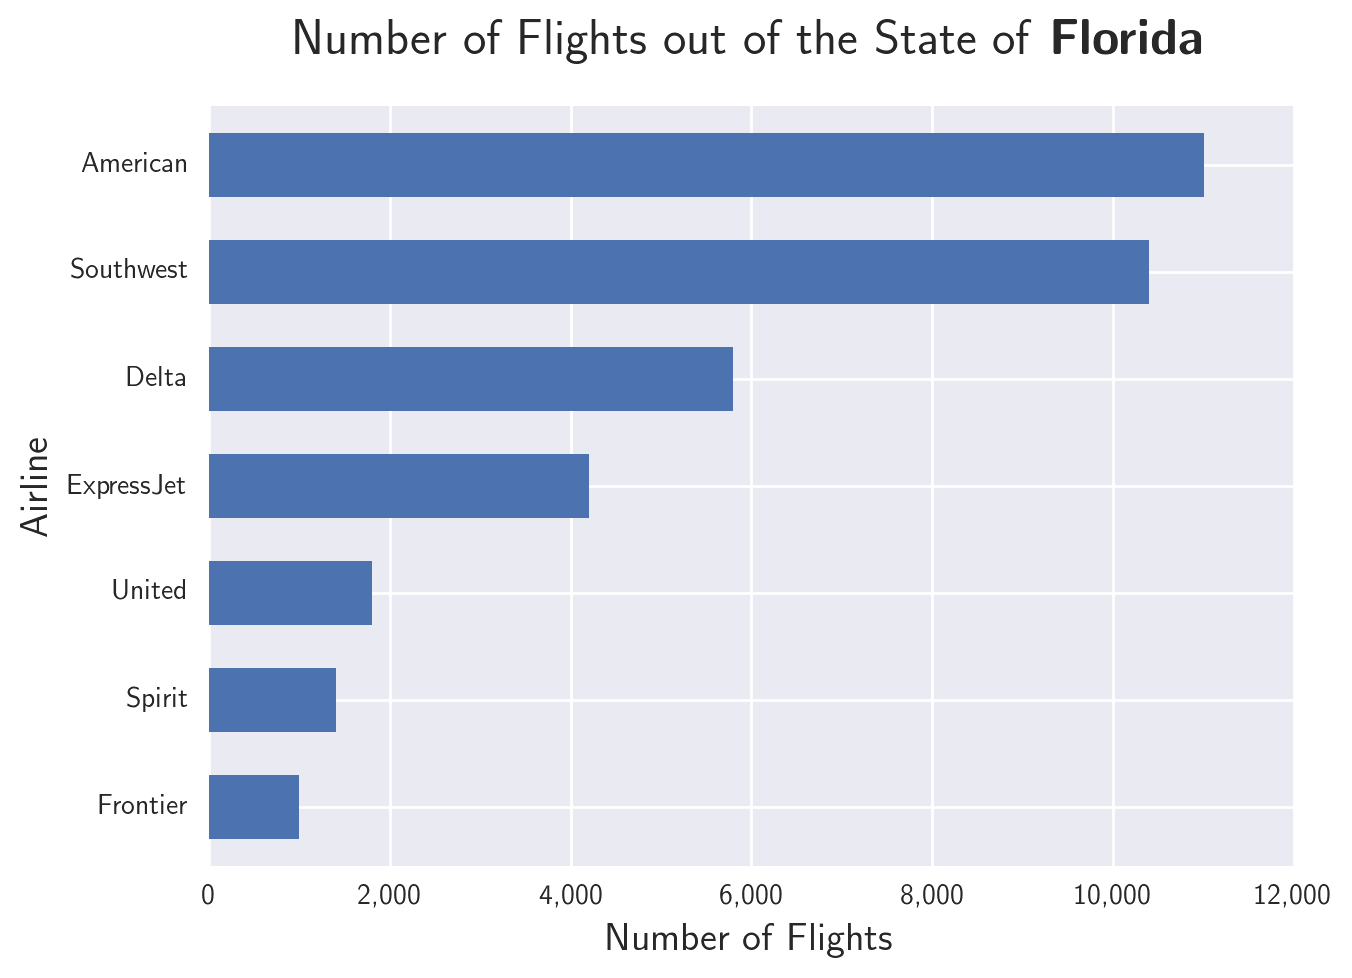 Number of Flights out of the State of Florida
American
Southwest
Delta
ExpressJet
United
Spirit
Frontier
Airline
0 2,000 4,000 6,000 8,000 10,000 12,000
Number of Flights